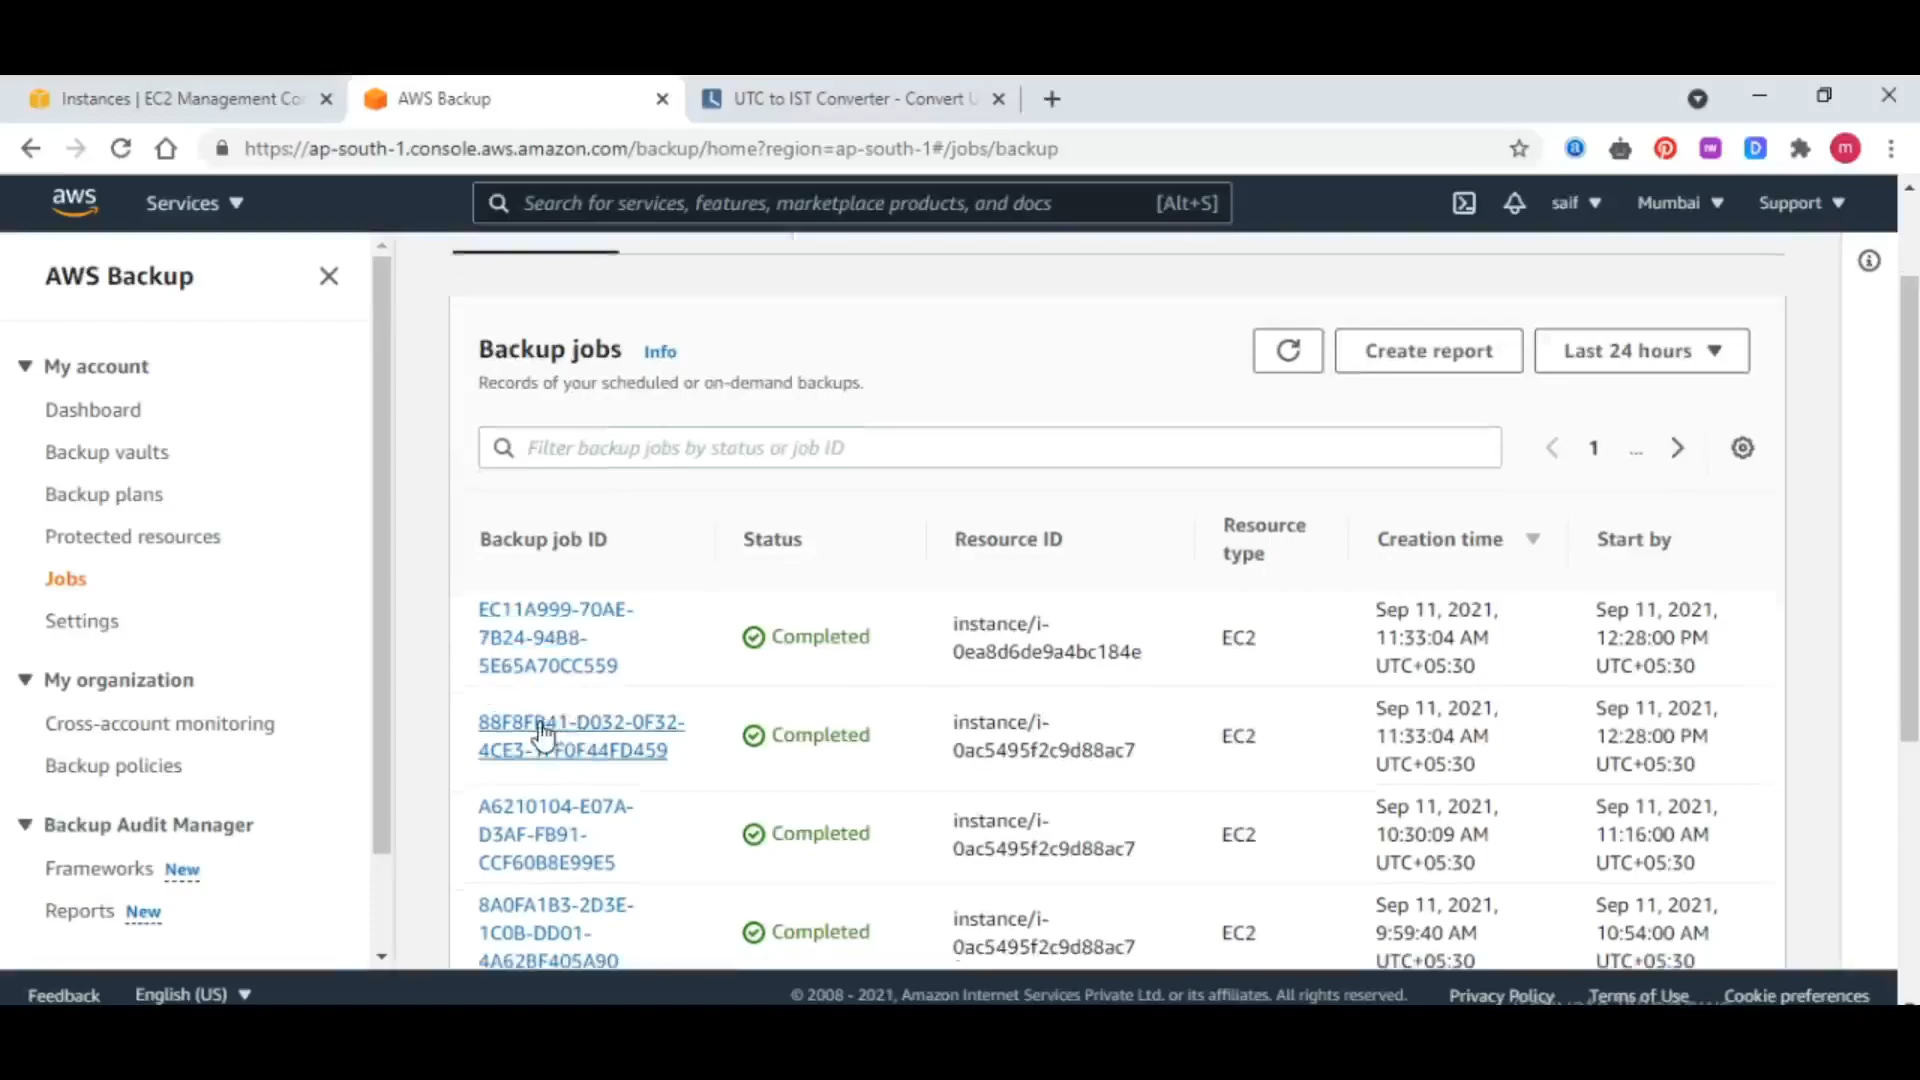 Instances | EC2 Management Co
AWS Backup
UTC to IST Converter - Convert U
https://ap-south-1.console.aws.amazon.com/backup/home?region=ap-south-1#/jobs/backup
m
aws
Services
Search for services, features, marketplace products, and docs
[Alt+S]
saif
Mumbai
Support
AWS Backup
My account
Dashboard
Backup vaults
Backup plans
Protected resources
Jobs
Settings
My organization
Cross-account monitoring
Backup policies
Backup Audit Manager
Frameworks New
Reports New
Backup jobs Info
Records of your scheduled or on-demand backups.
Create report
Last 24 hours
Filter backup jobs by status or job ID
1 ...
Backup job ID
Status
Resource ID
Resource
type
Creation time
Start by
EC11A999-70AE-
7B24-94B8-
5E65A70CC559
Completed
instance/i-
0ea8d6de9a4bc184e
EC2
Sep 11, 2021,
11:33:04 AM
UTC+05:30
Sep 11, 2021,
12:28:00 PM
UTC+05:30
Completed
instance/i-
0ac5495f2c9d88ac7
EC2
Sep 11, 2021,
11:33:04 AM
UTC+05:30
Sep 11, 2021,
12:28:00 PM
UTC+05:30
A6210104-E07A-
D3AF-FB91-
CCF60B8E99E5
Completed
instance/i-
0ac5495f2c9d88ac7
EC2
Sep 11, 2021,
10:30:09 AM
UTC+05:30
Sep 11, 2021,
11:16:00 AM
UTC+05:30
8A0FA1B3-2D3E-
1C0B-DD01-
4A62BF405A90
Completed
instance/i-
0ac5495f2c9d88ac7
EC2
Sep 11, 2021,
9:59:40 AM
UTC+05:30
Sep 11, 2021,
10:54:00 AM
UTC+05:30
Feedback
English (US)
© 2008 - 2021, Amazon Internet Services Private Ltd. or its affiliates. All rights reserved.
Privacy Policy
Terms of Use
Cookie preferences